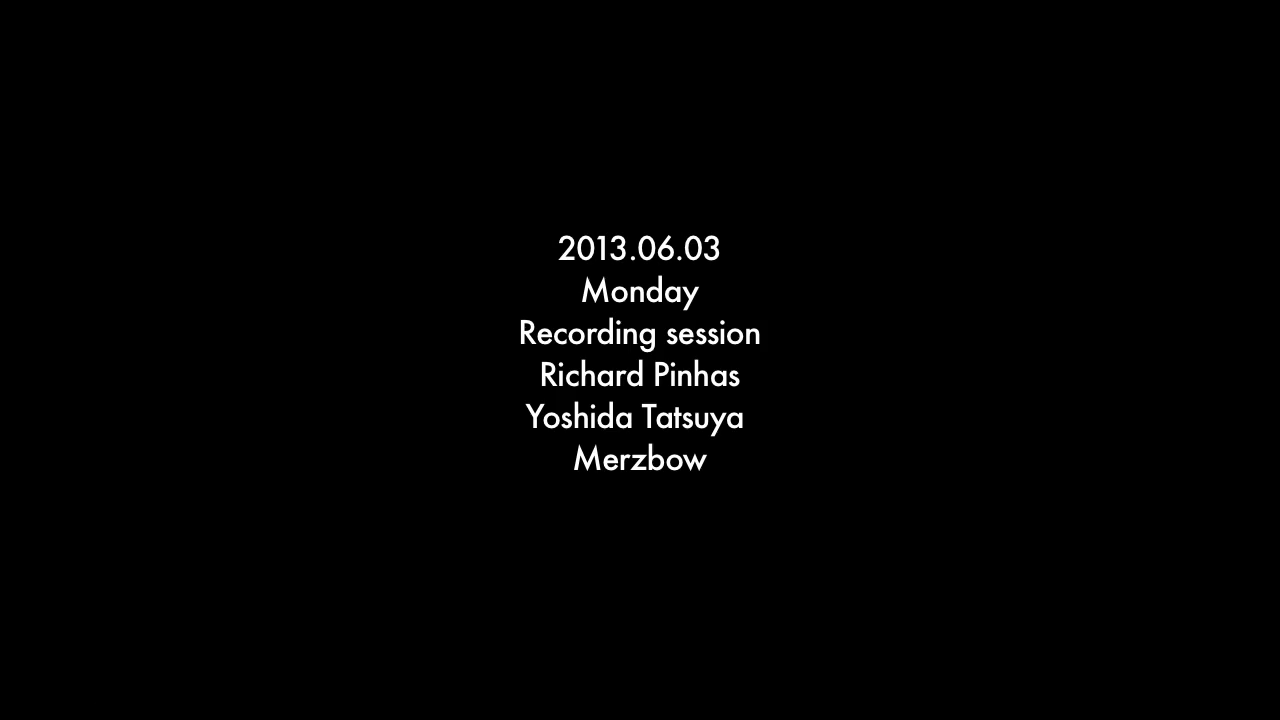 2013.06.03
Monday
Recording session
Richard Pinhas
Yoshida Tatsuya
Merzbow